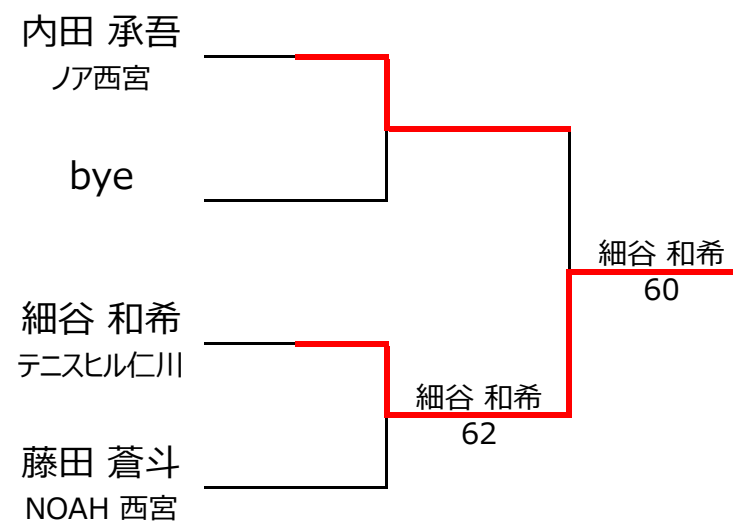 内田 承吾
ノア西宮
bye
細谷 和希
60
細谷 和希
テニスヒル仁川
細谷 和希
62
藤田 蒼斗
NOAH 西宮